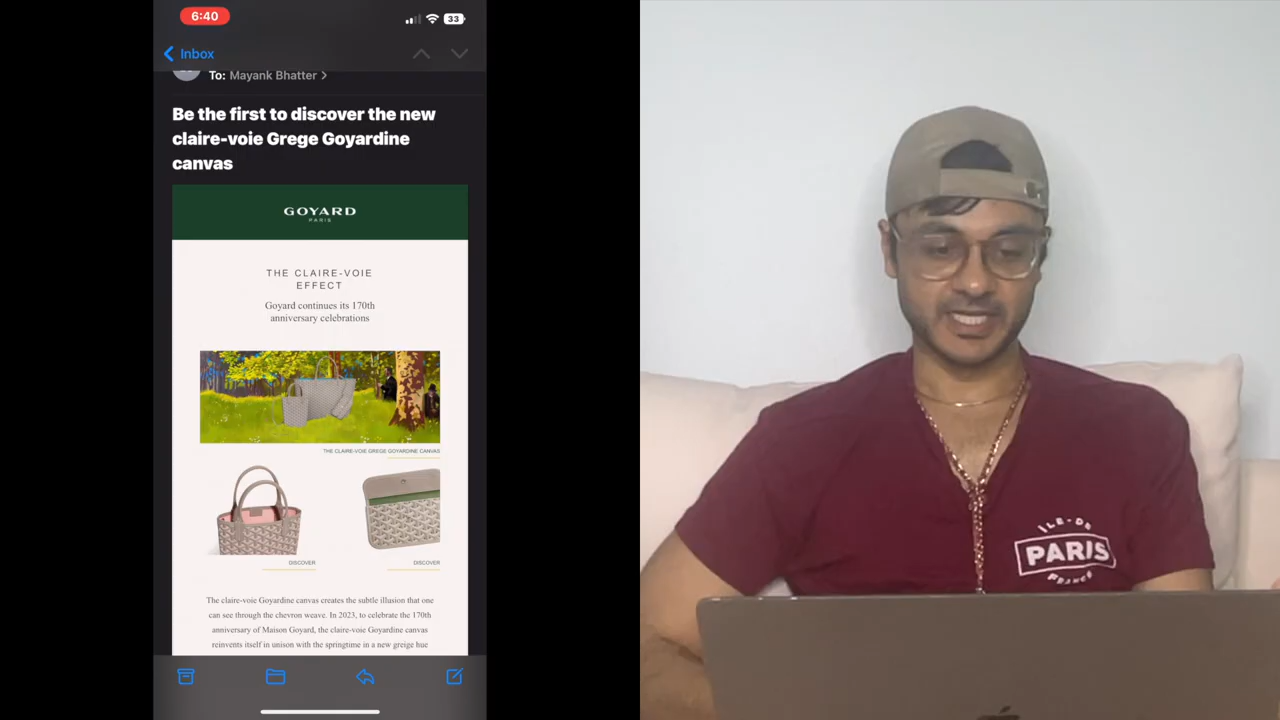 6:40
33
Inbox
To: Mayank Bhatter
Be the first to discover the new
claire-voie Grege Goyardine
canvas
GOYARD
PARIS
THE CLAIRE-VOIE
EFFECT
Goyard continues its 170th
anniversary celebrations
THE CLAIRE-VOIE GREGE GOYARDINE CANVAS
DISCOVER
DISCOVER
The claire-voie Goyardine canvas creates the subtle illusion that one
can see through the chevron weave. In 2023, to celebrate the 170th
anniversary of Maison Goyard, the claire-voie Goyardine canvas
reinvents itself in unison with the springtime in a new greige hue
ÎLE-DE
PARIS
FRANCE